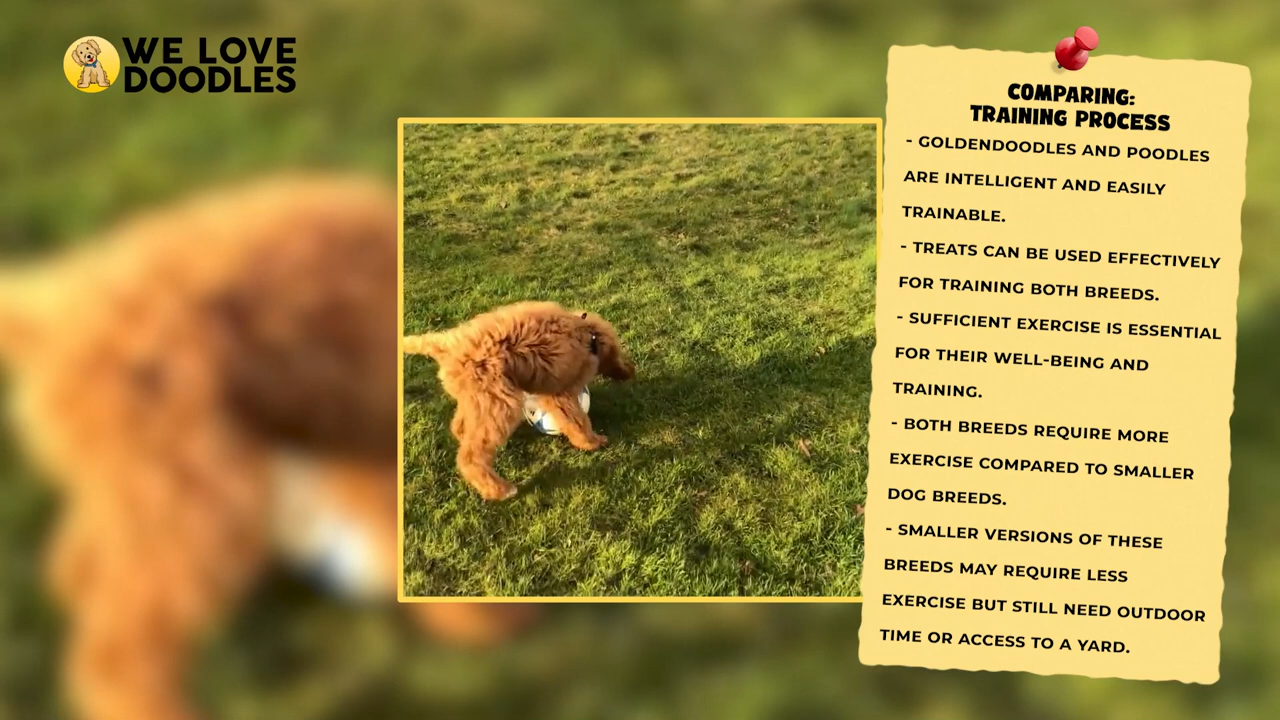 WE LOVE
DOODLES
COMPARING:
TRAINING PROCESS
- GOLDENDOODLES AND POODLES
ARE INTELLIGENT AND EASILY
TRAINABLE.
- TREATS CAN BE USED EFFECTIVELY
FOR TRAINING BOTH BREEDS.
- SUFFICIENT EXERCISE IS ESSENTIAL
FOR THEIR WELL-BEING AND
TRAINING.
- BOTH BREEDS REQUIRE MORE
EXERCISE COMPARED TO SMALLER
DOG BREEDS.
- SMALLER VERSIONS OF THESE
BREEDS MAY REQUIRE LESS
EXERCISE BUT STILL NEED OUTDOOR
TIME OR ACCESS TO A YARD.